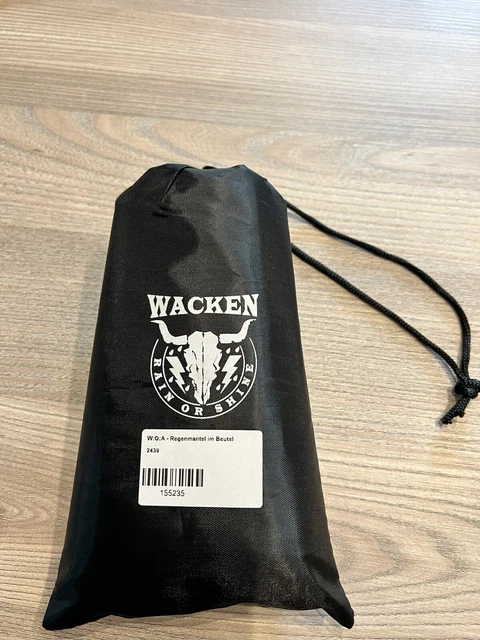 WACKEN
RAIN OR SHINE
W:O:A - Regenmantel im Beutel
2439
155235